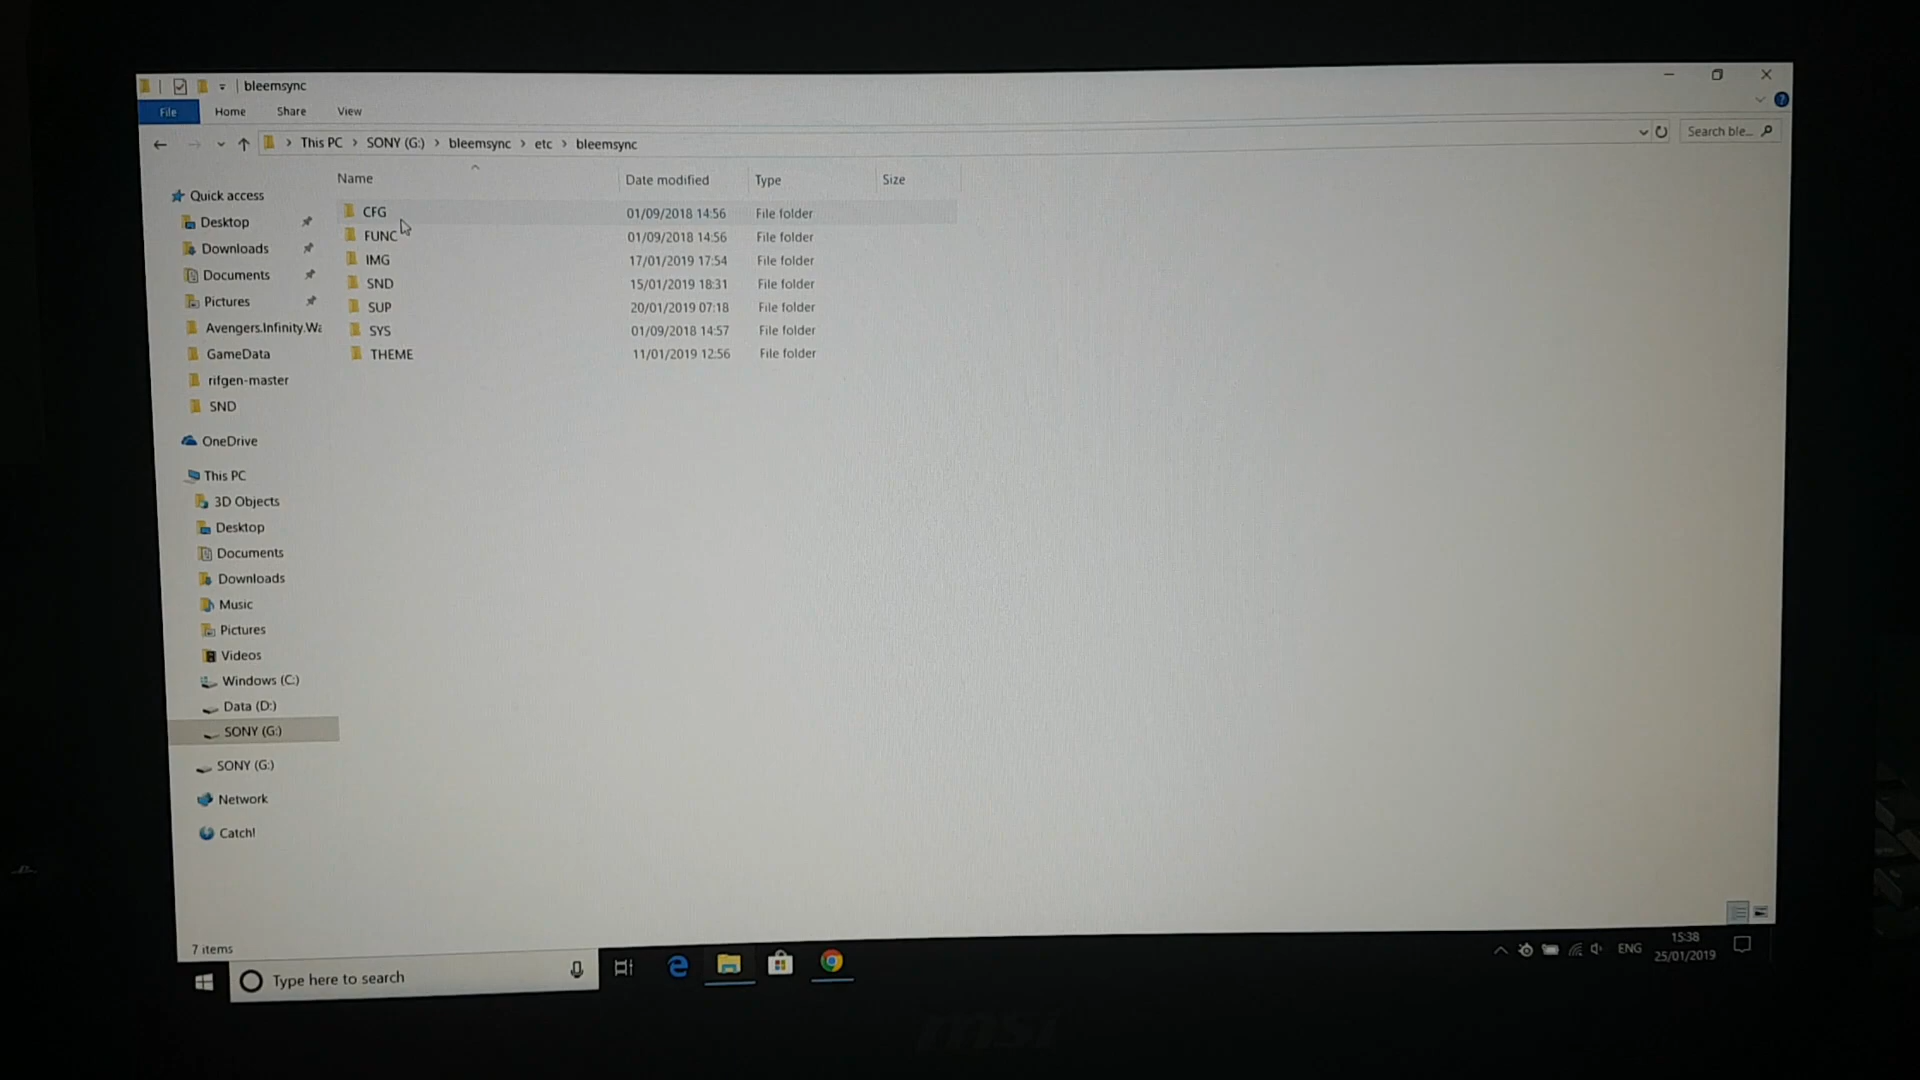 bleemsync
File Home Share View
This PC > SONY (G:) > bleemsync > etc > bleemsync
Search ble...
Name Date modified Type Size
CFG 01/09/2018 14:56 File folder
FUNC 01/09/2018 14:56 File folder
IMG 17/01/2019 17:54 File folder
SND 15/01/2019 18:31 File folder
SUP 20/01/2019 07:18 File folder
SYS 01/09/2018 14:57 File folder
THEME 11/01/2019 12:56 File folder
Quick access
Desktop
Downloads
Documents
Pictures
Avengers.Infinity.Wa
GameData
rifgen-master
SND
OneDrive
This PC
3D Objects
Desktop
Documents
Downloads
Music
Pictures
Videos
Windows (C:)
Data (D:)
SONY (G:)
SONY (G:)
Network
Catch!
7 items
Type here to search
ENG
15:38
25/01/2019
msi